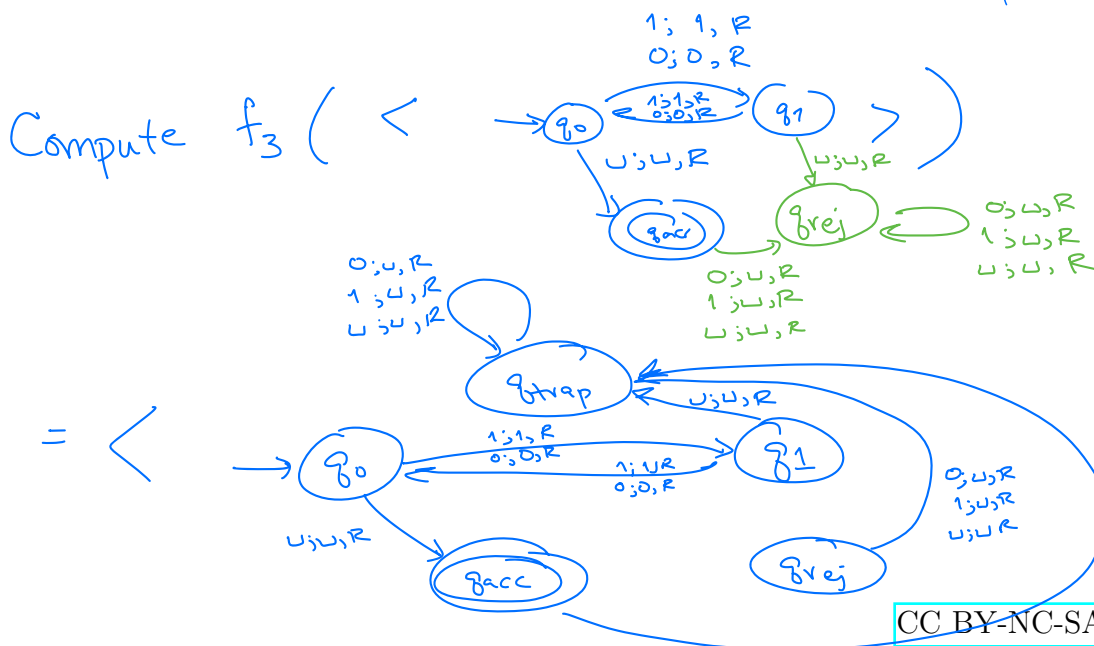 1; 1, R
0; 0, R
Compute f3 ( <
q0
1;1,R
0;0,R
q1
> )
␣;␣,R
␣;␣,R
qacc
qrej
0;␣,R
1;␣,R
␣;␣,R
0;␣,R
1;␣,R
␣;␣,R
0;␣,R
1;␣,R
␣;␣,R
qtrap
= <
q0
1;1,R
0;0,R
1;1,R
0;0,R
␣;␣,R
q1
␣;␣,R
qacc
qrej
0;␣,R
1;␣,R
␣;␣R
CC BY-NC-SA